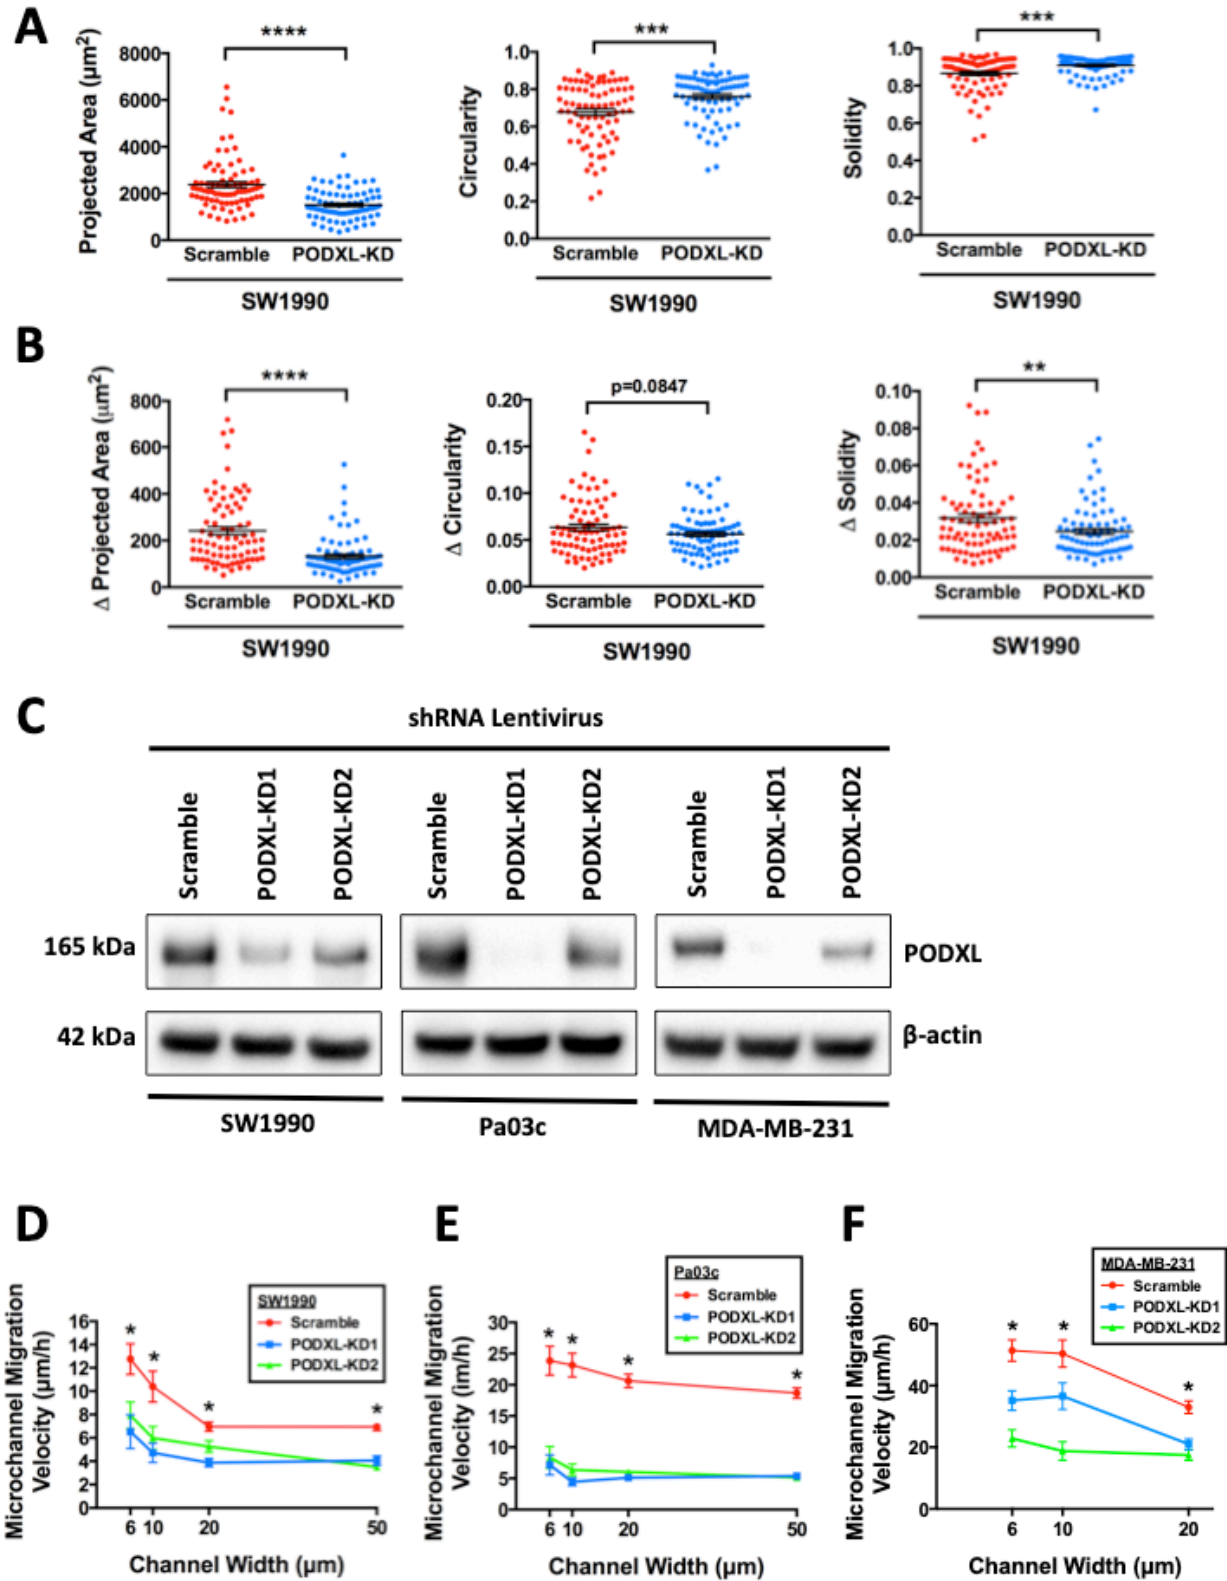 A
Projected Area (µm²)
8000
6000
4000
2000
0
****
Scramble PODXL-KD
SW1990
Circularity
1.0
0.8
0.6
0.4
0.2
0.0
***
Scramble PODXL-KD
SW1990
Solidity
1.0
0.8
0.6
0.4
0.2
0.0
***
Scramble PODXL-KD
SW1990
B
Δ Projected Area (µm²)
800
600
400
200
0
****
Scramble PODXL-KD
SW1990
Δ Circularity
0.20
0.15
0.10
0.05
0.00
p=0.0847
Scramble PODXL-KD
SW1990
Δ Solidity
0.10
0.08
0.06
0.04
0.02
0.00
**
Scramble PODXL-KD
SW1990
C
shRNA Lentivirus
Scramble PODXL-KD1 PODXL-KD2 Scramble PODXL-KD1 PODXL-KD2 Scramble PODXL-KD1 PODXL-KD2
165 kDa PODXL
42 kDa β-actin
SW1990 Pa03c MDA-MB-231
D
Microchannel Migration
Velocity (µm/h)
16
14
12
10
8
6
4
2
0
* * * *
SW1990
Scramble
PODXL-KD1
PODXL-KD2
6 10 20 50
Channel Width (µm)
E
Microchannel Migration
Velocity (im/h)
30
25
20
15
10
5
0
* * * *
Pa03c
Scramble
PODXL-KD1
PODXL-KD2
6 10 20 50
Channel Width (µm)
F
Microchannel Migration
Velocity (µm/h)
60
40
20
0
* * *
MDA-MB-231
Scramble
PODXL-KD1
PODXL-KD2
6 10 20
Channel Width (µm)